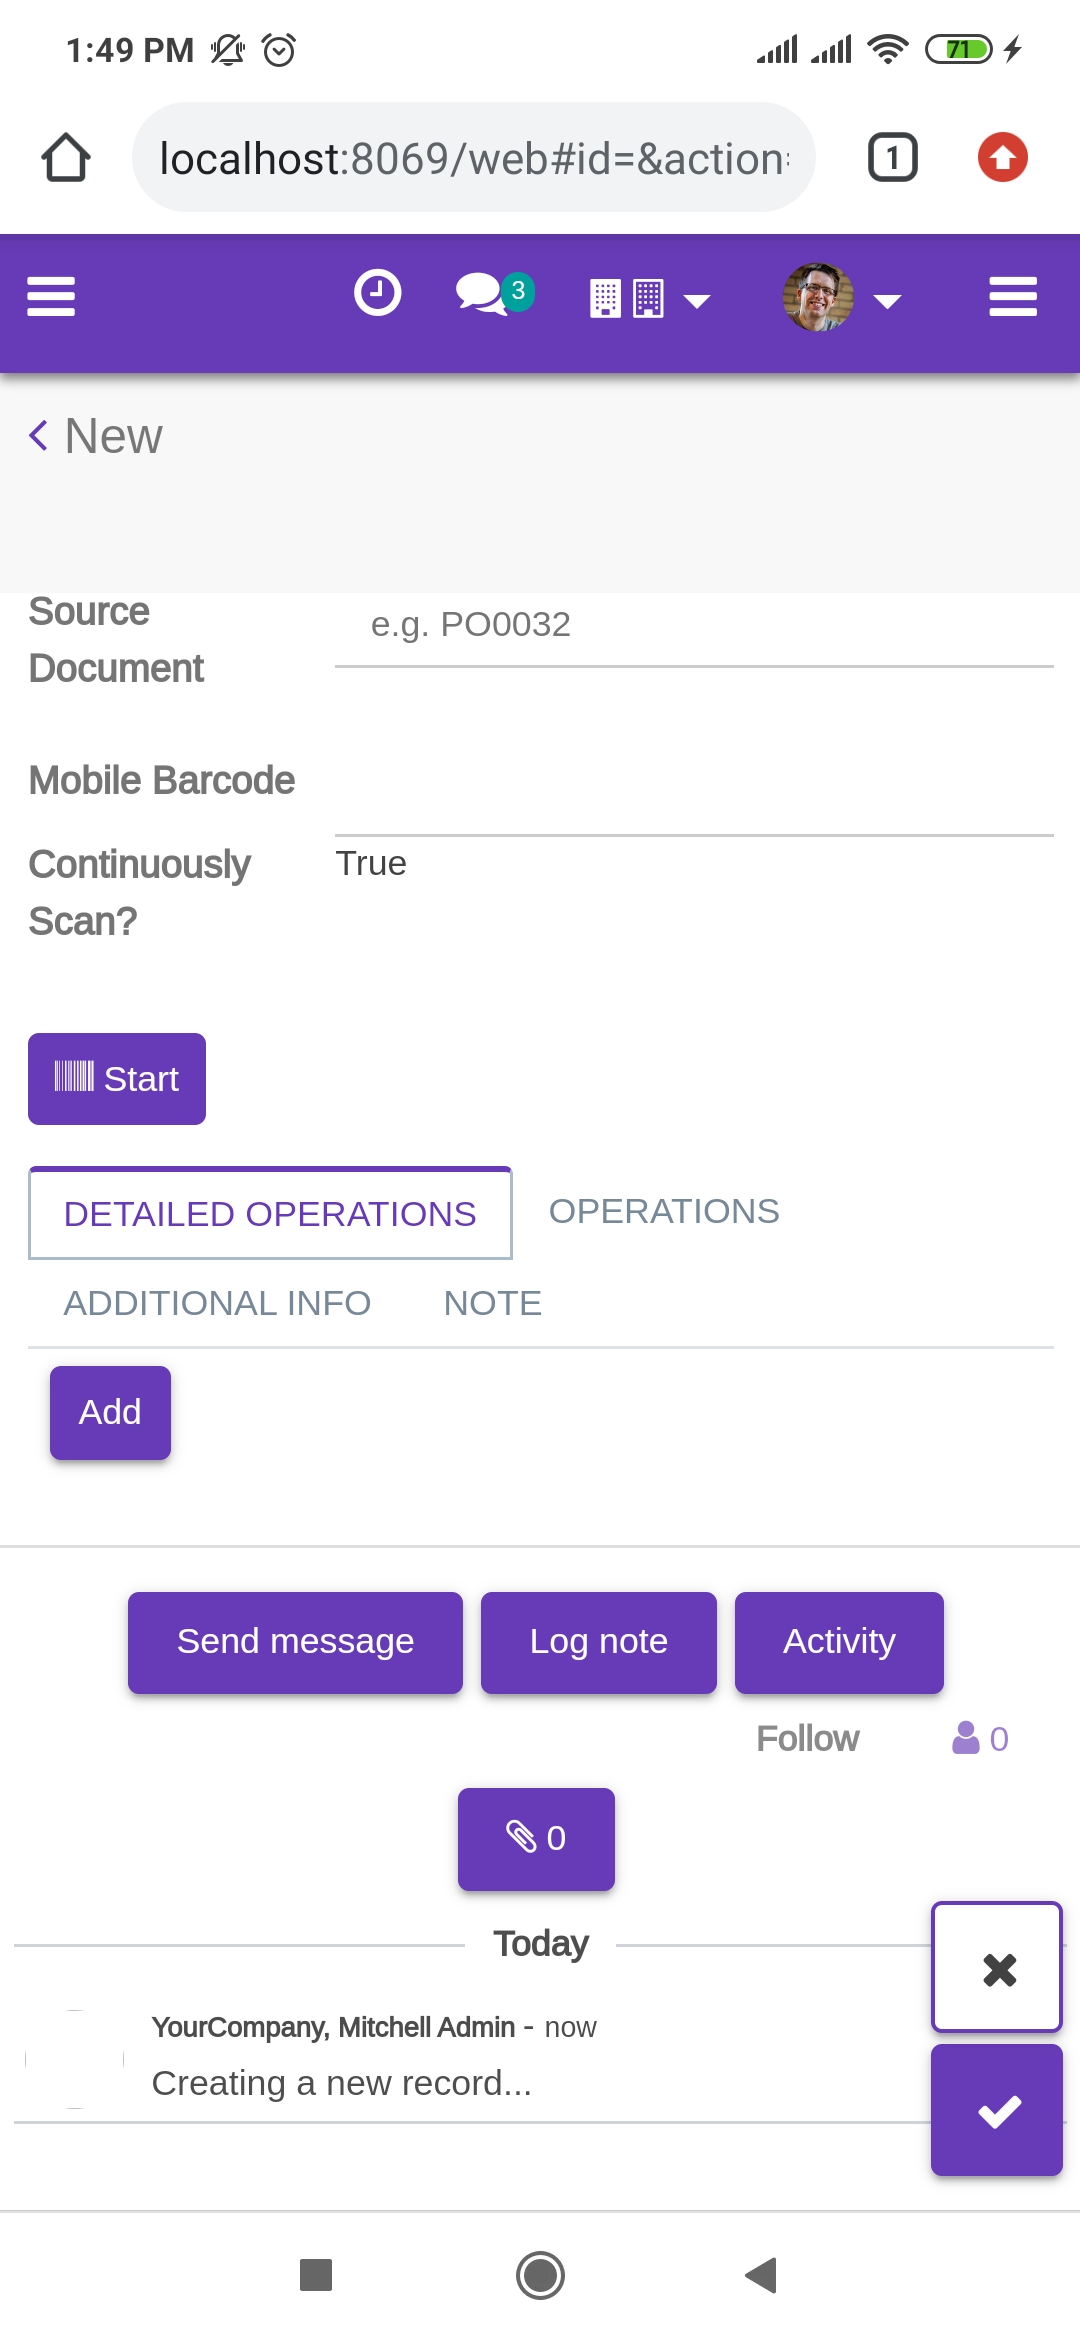 1:49 PM
71
localhost:8069/web#id=&action
1
3
New
Source
Document
e.g. PO0032
Mobile Barcode
Continuously
Scan?
True
Start
DETAILED OPERATIONS
OPERATIONS
ADDITIONAL INFO
NOTE
Add
Send message
Log note
Activity
Follow
0
0
Today
YourCompany, Mitchell Admin - now
Creating a new record...